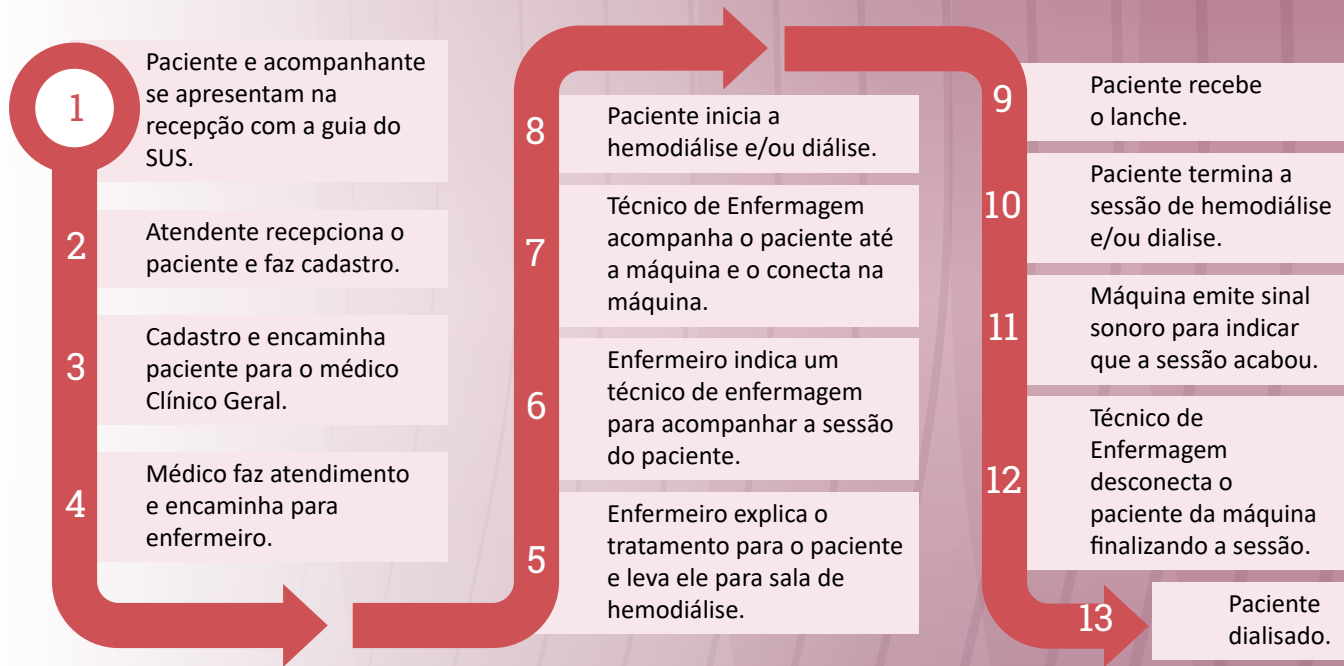 1
Paciente e acompanhante
se apresentam na
recepção com a guia do
SUS.
2
Atendente recepciona o
paciente e faz cadastro.
3
Cadastro e encaminha
paciente para o médico
Clínico Geral.
4
Médico faz atendimento
e encaminha para
enfermeiro.
5
Enfermeiro explica o
tratamento para o paciente
e leva ele para sala de
hemodiálise.
6
Enfermeiro indica um
técnico de enfermagem
para acompanhar a sessão
do paciente.
7
Técnico de Enfermagem
acompanha o paciente até
a máquina e o conecta na
máquina.
8
Paciente inicia a
hemodiálise e/ou diálise.
9
Paciente recebe
o lanche.
10
Paciente termina a
sessão de hemodiálise
e/ou dialise.
11
Máquina emite sinal
sonoro para indicar
que a sessão acabou.
12
Técnico de
Enfermagem
desconecta o
paciente da máquina
finalizando a sessão.
13
Paciente
dialisado.